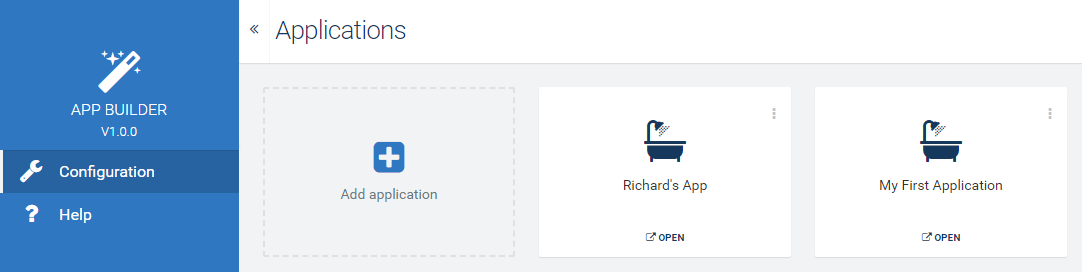 APP BUILDER
V1.0.0
Configuration
Help
Applications
Add application
Richard's App
OPEN
My First Application
OPEN